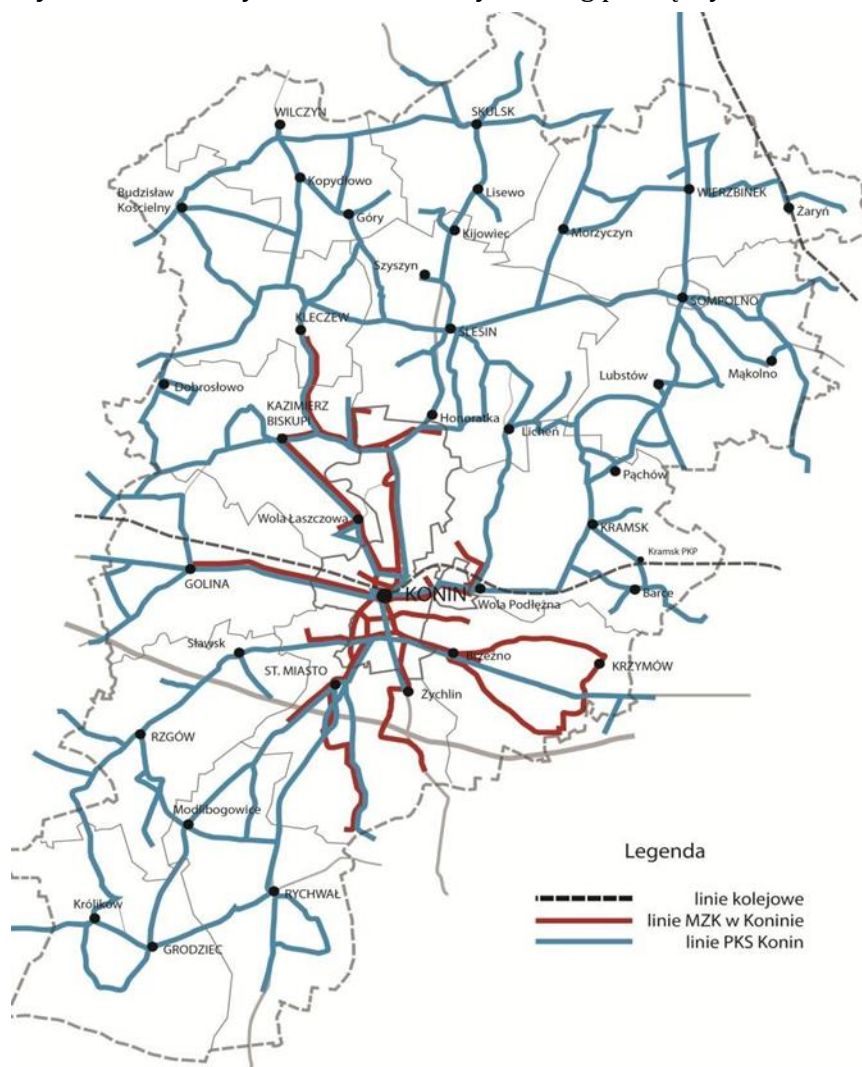 WILCZYN
SKULSK
Kopydłowo
Budzisław
Kościelny
Lisewo
WIERZBINEK
Żaryń
Góry
Kijowiec
Morzyczyn
Szyszyn
SOMPOLNO
KLECZEW
ŚLESIN
Mąkolno
Lubstów
Dobrosłowo
KAZIMIERZ
BISKUPI
Honoratka
Licheń
Pąchów
Wola Łaszczowa
KRAMSK
Kramsk PKP
GOLINA
KONIN
Wola Podłężna
Barce
Sławsk
Brzeźno
ST. MIASTO
KRZYMÓW
Żychlin
RZGÓW
Modlibogowice
Legenda
RYCHWAŁ
linie kolejowe
Królików
linie MZK w Koninie
linie PKS Konin
GRODZIEC